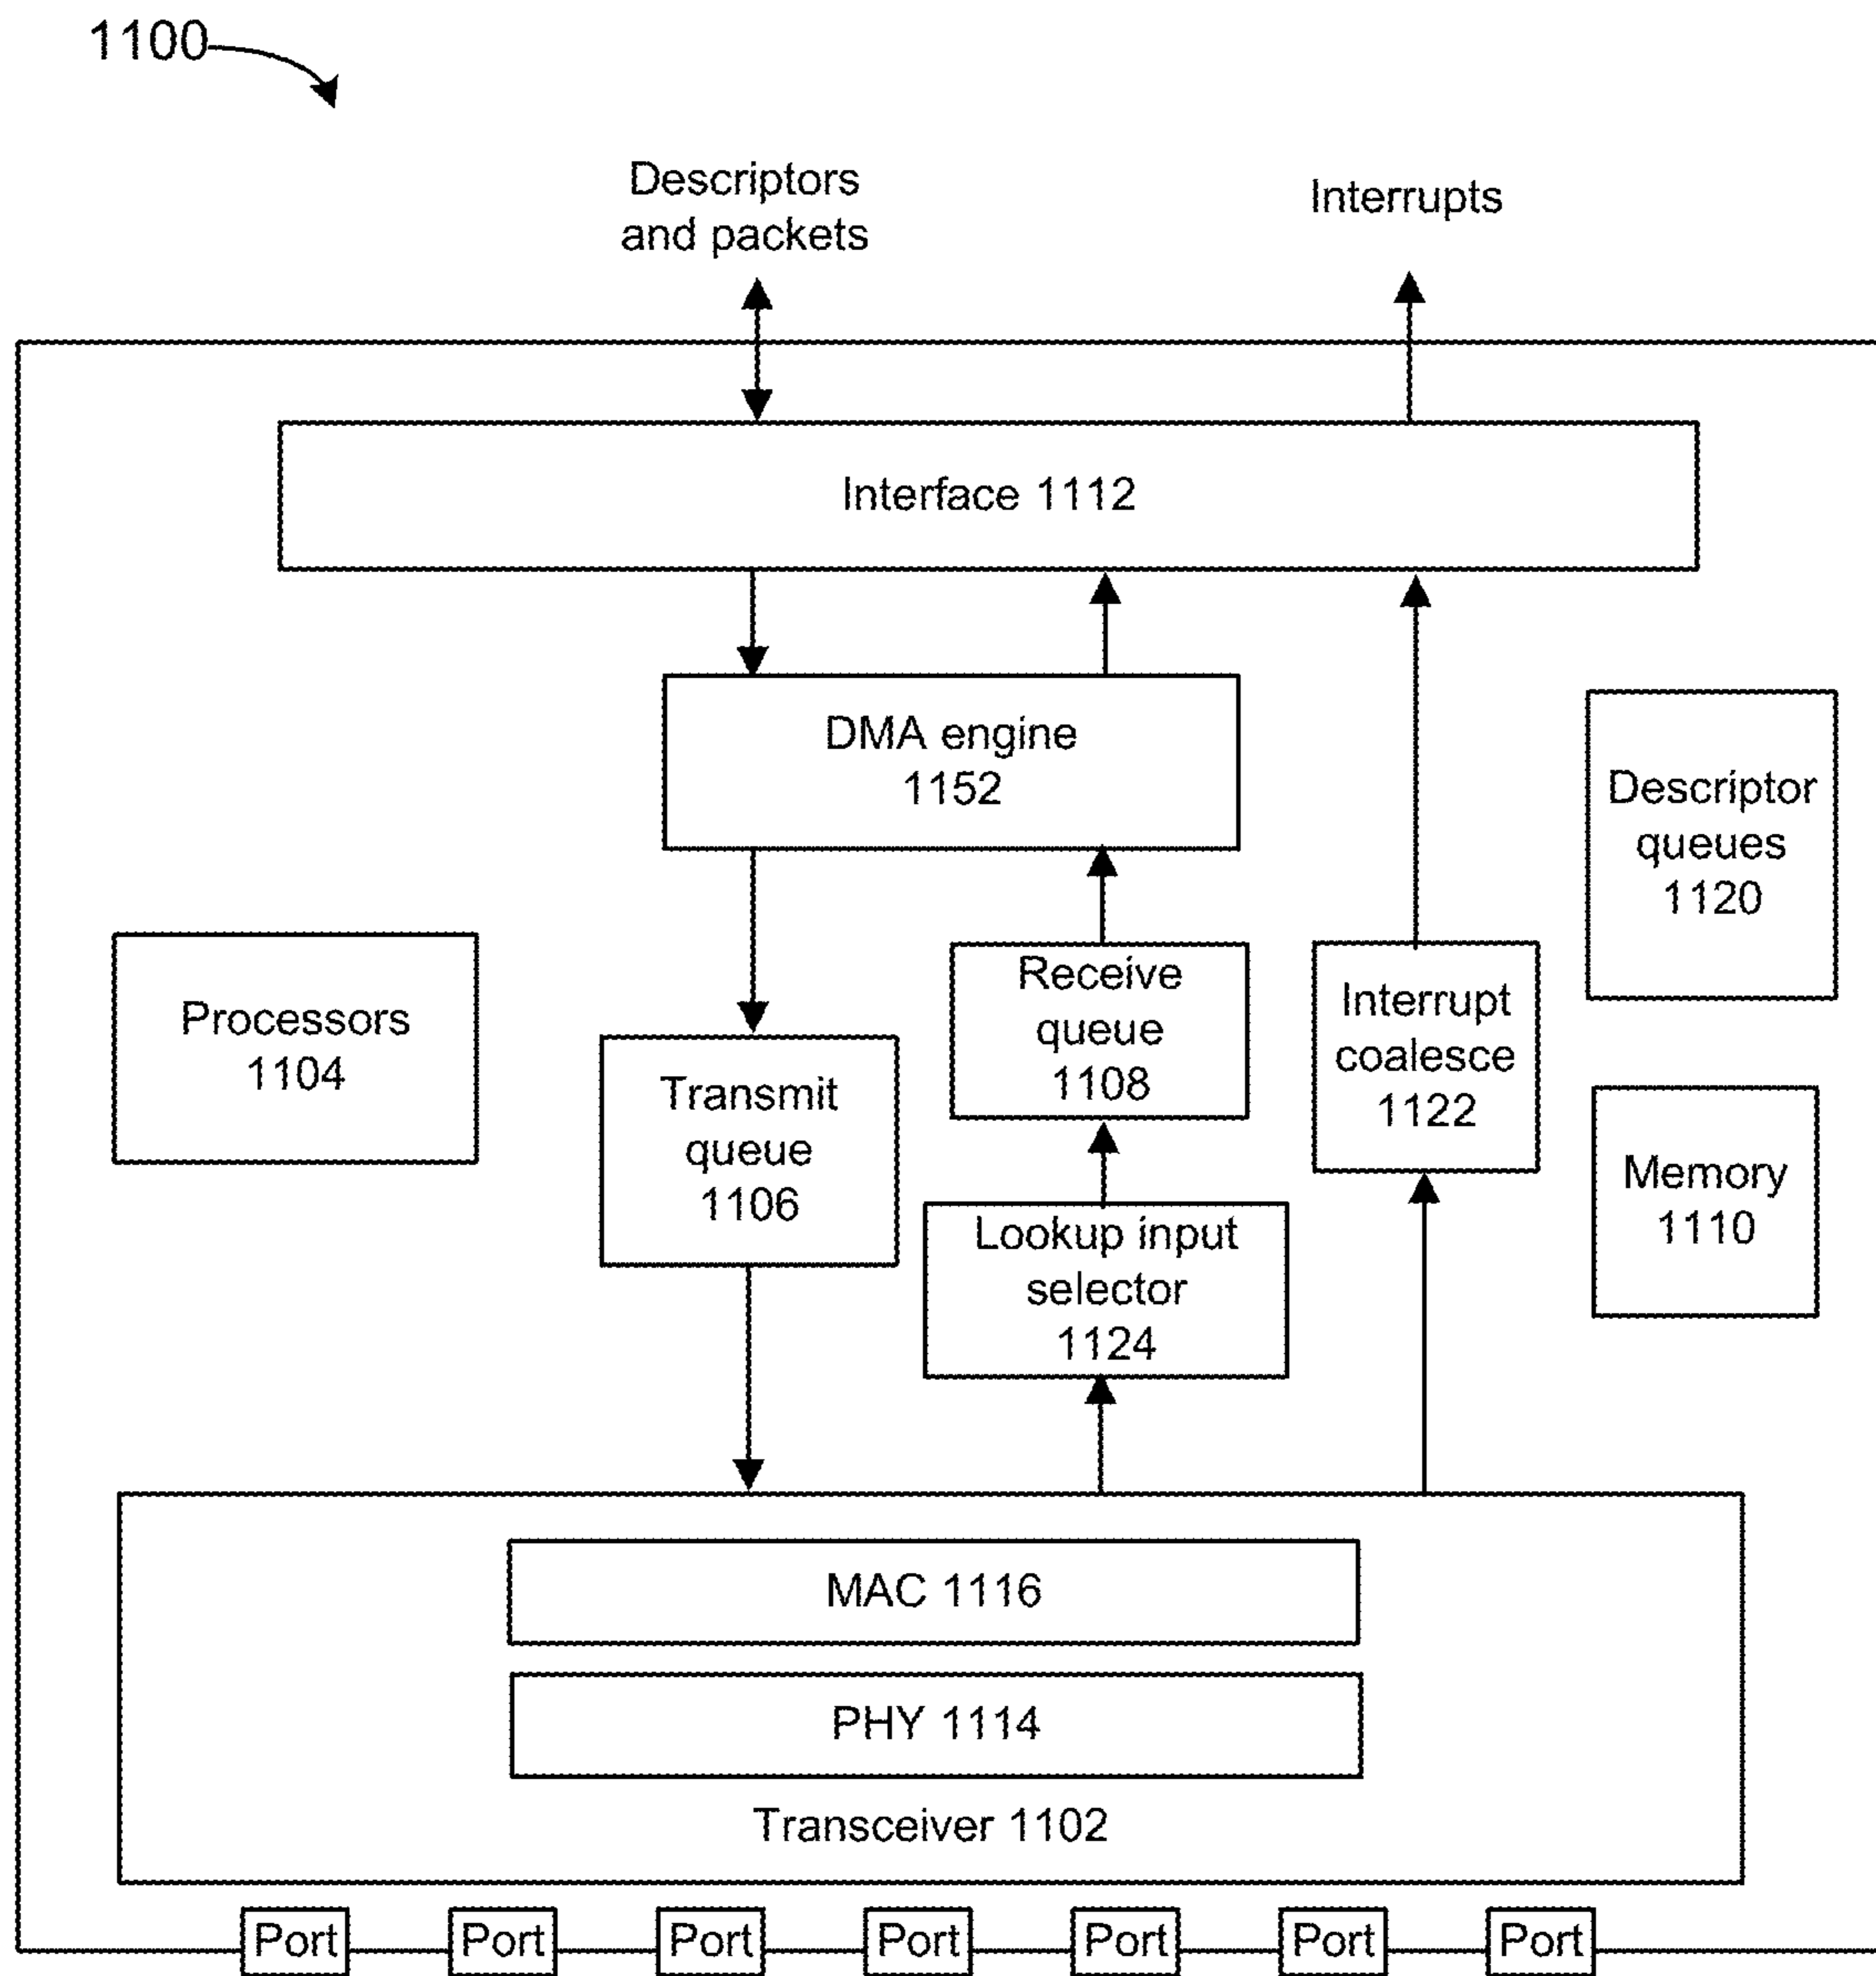 1100
Descriptors
and packets
Interrupts
Interface 1112
DMA engine
1152
Descriptor
queues
1120
Processors
1104
Transmit
queue
1106
Receive
queue
1108
Interrupt
coalesce
1122
Lookup input
selector
1124
Memory
1110
MAC 1116
PHY 1114
Transceiver 1102
Port
Port
Port
Port
Port
Port
Port